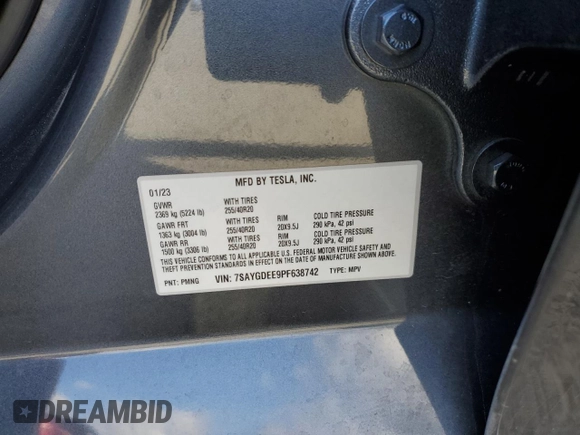 MFD BY TESLA, INC.
01/23
GVWR WITH TIRES
2369 kg (5224 lb) 255/40R20
GAWR FRT WITH TIRES RIM COLD TIRE PRESSURE
1363 kg (3004 lb) 255/40R20 20X9.5J 290 kPa, 42 psi
GAWR RR WITH TIRES RIM COLD TIRE PRESSURE
1500 kg (3306 lb) 255/40R20 20X9.5J 290 kPa, 42 psi
THIS VEHICLE CONFORMS TO ALL APPLICABLE U.S. FEDERAL MOTOR VEHICLE SAFETY AND
THEFT PREVENTION STANDARDS IN EFFECT ON THE DATE OF MANUFACTURE SHOWN ABOVE.
PNT: PMNG VIN: 7SAYGDEE9PF638742 TYPE: MPV
DREAMBID